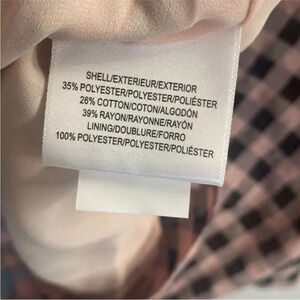 SHELL/EXTERIEUR/EXTERIOR
35% POLYESTER/POLYESTER/POLIÉSTER
26% COTTON/COTON/ALGODÓN
39% RAYON/RAYONNE/RAYÓN
LINING/DOUBLURE/FORRO
100% POLYESTER/POLYESTER/POLIÉSTER